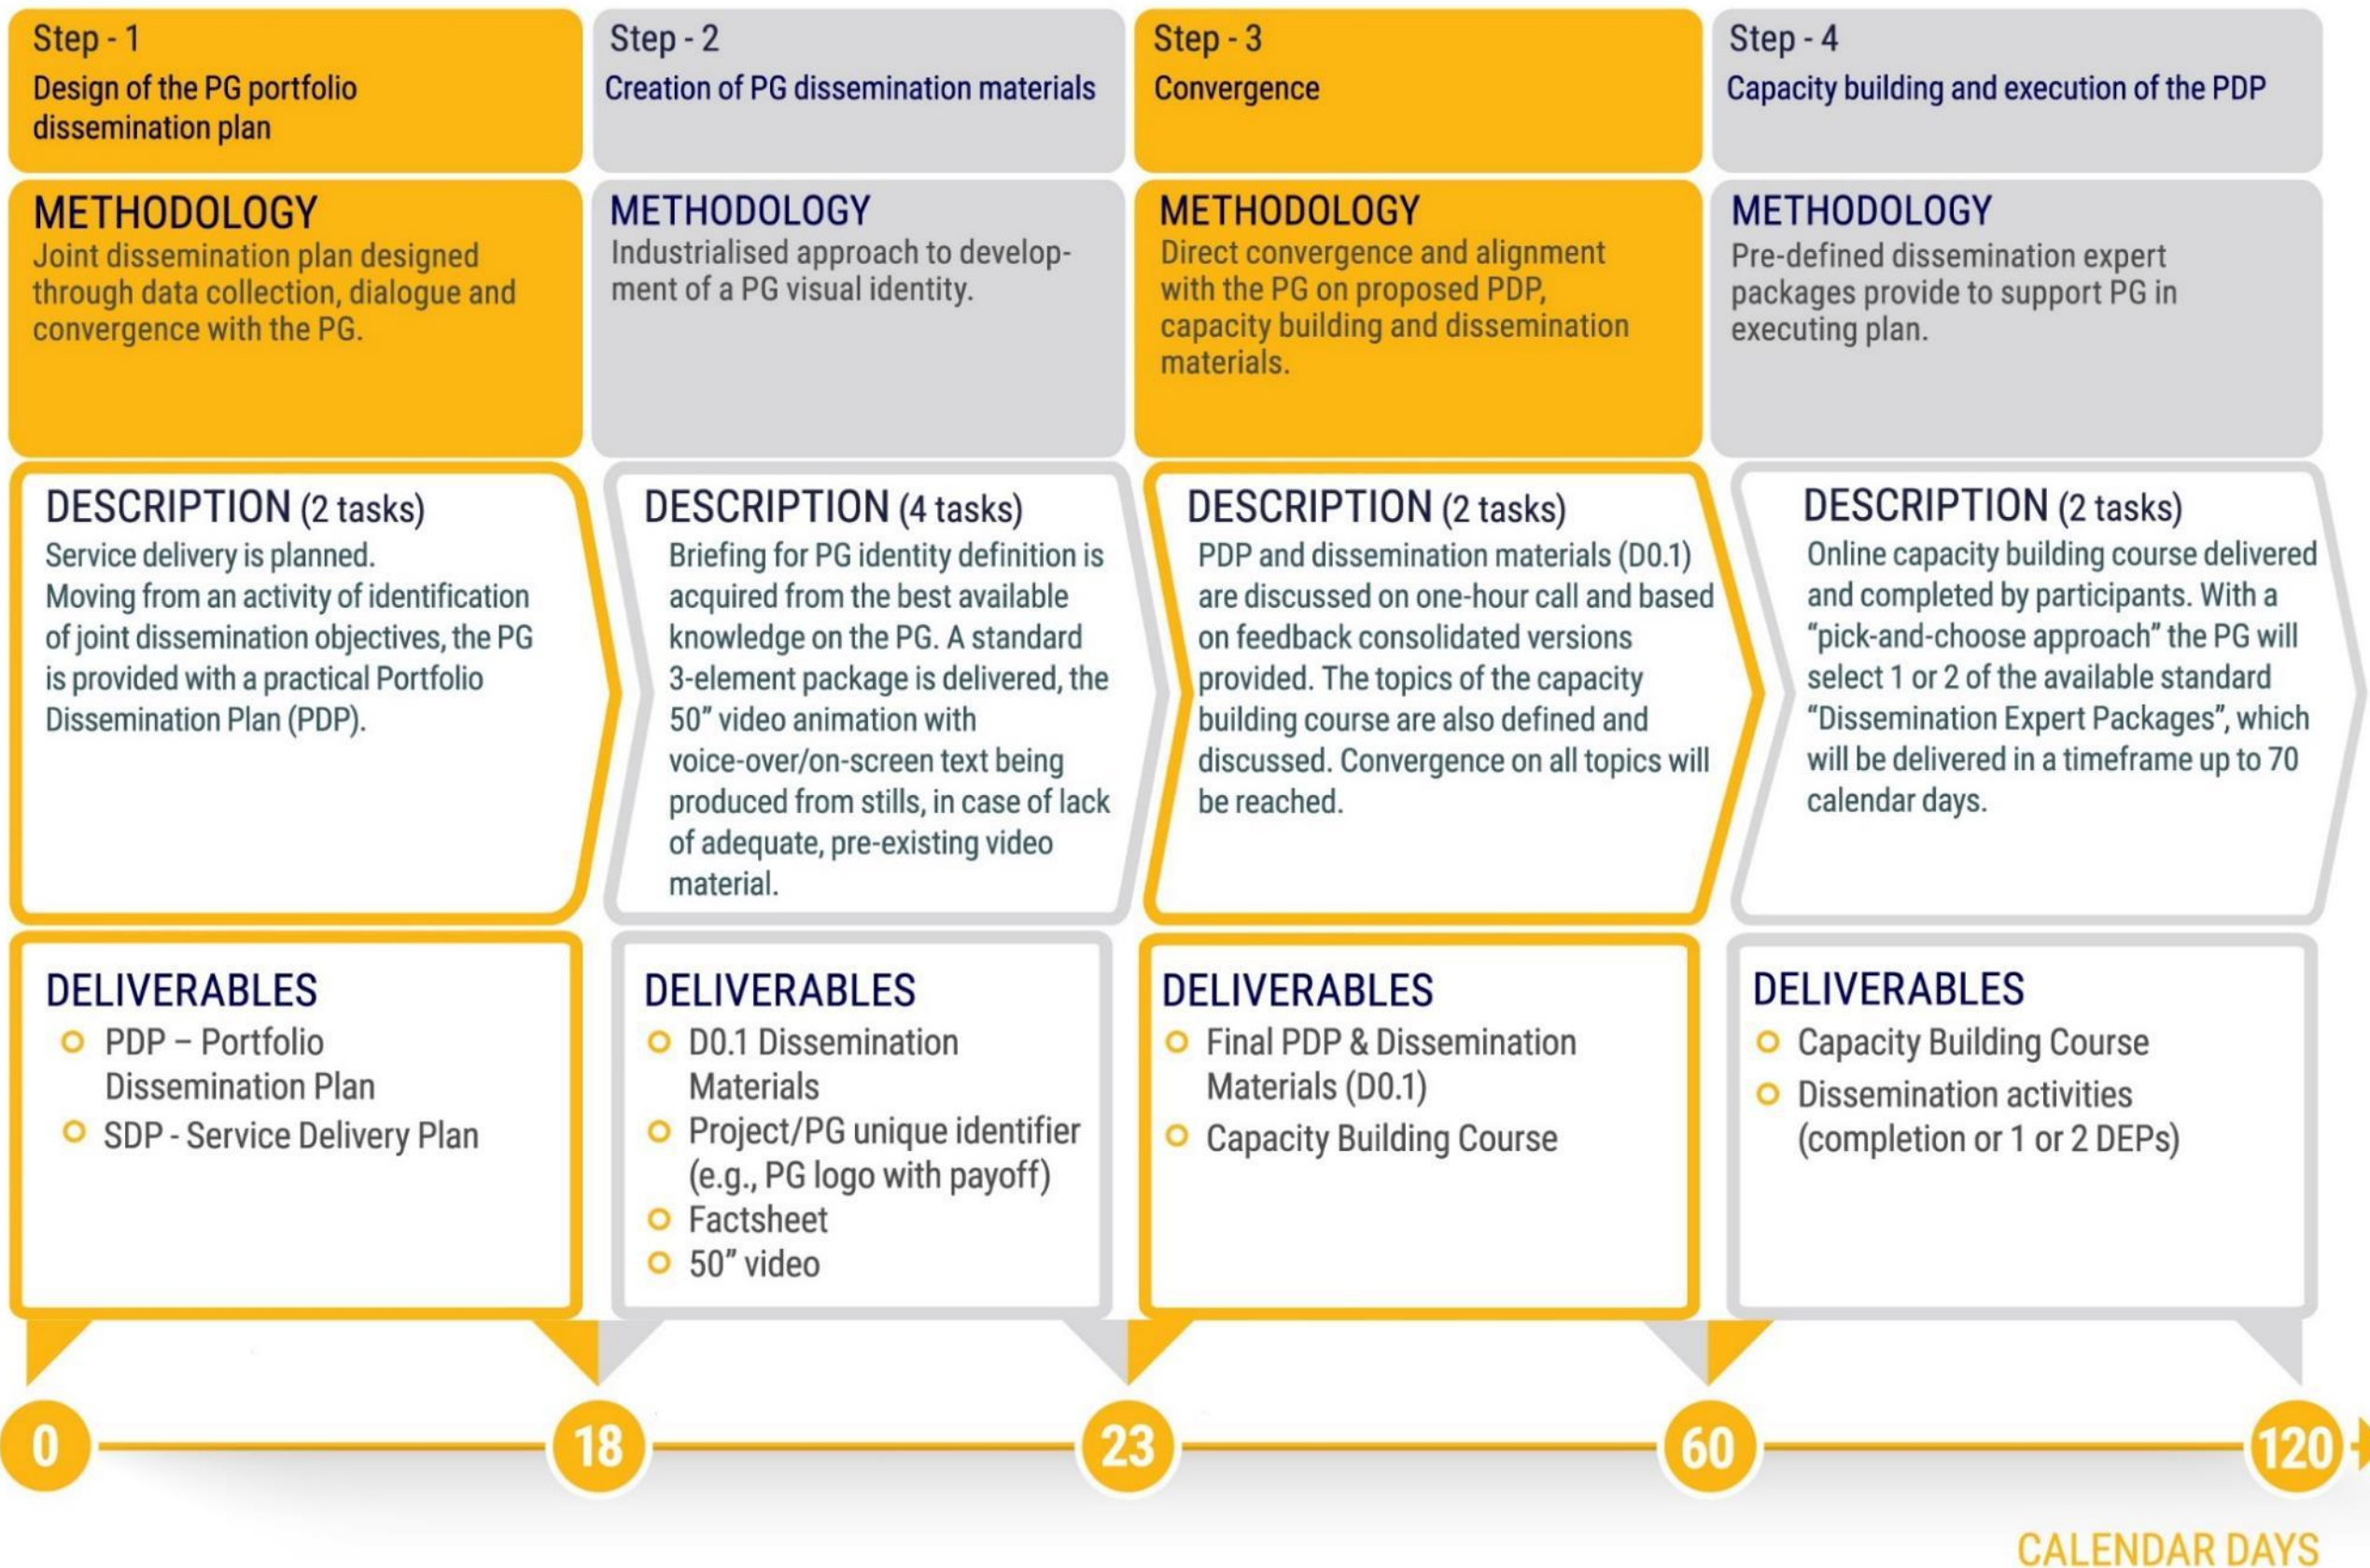 Step - 1
Design of the PG portfolio
dissemination plan
METHODOLOGY
Joint dissemination plan designed
through data collection, dialogue and
convergence with the PG.
DESCRIPTION (2 tasks)
Service delivery is planned.
Moving from an activity of identification
of joint dissemination objectives, the PG
is provided with a practical Portfolio
Dissemination Plan (PDP).
DELIVERABLES
PDP – Portfolio
Dissemination Plan
SDP - Service Delivery Plan
Step - 2
Creation of PG dissemination materials
METHODOLOGY
Industrialised approach to develop-
ment of a PG visual identity.
DESCRIPTION (4 tasks)
Briefing for PG identity definition is
acquired from the best available
knowledge on the PG. A standard
3-element package is delivered, the
50” video animation with
voice-over/on-screen text being
produced from stills, in case of lack
of adequate, pre-existing video
material.
DELIVERABLES
D0.1 Dissemination
Materials
Project/PG unique identifier
(e.g., PG logo with payoff)
Factsheet
50” video
Step - 3
Convergence
METHODOLOGY
Direct convergence and alignment
with the PG on proposed PDP,
capacity building and dissemination
materials.
DESCRIPTION (2 tasks)
PDP and dissemination materials (D0.1)
are discussed on one-hour call and based
on feedback consolidated versions
provided. The topics of the capacity
building course are also defined and
discussed. Convergence on all topics will
be reached.
DELIVERABLES
Final PDP & Dissemination
Materials (D0.1)
Capacity Building Course
Step - 4
Capacity building and execution of the PDP
METHODOLOGY
Pre-defined dissemination expert
packages provide to support PG in
executing plan.
DESCRIPTION (2 tasks)
Online capacity building course delivered
and completed by participants. With a
“pick-and-choose approach” the PG will
select 1 or 2 of the available standard
“Dissemination Expert Packages”, which
will be delivered in a timeframe up to 70
calendar days.
DELIVERABLES
Capacity Building Course
Dissemination activities
(completion or 1 or 2 DEPs)
0
18
23
60
120
CALENDAR DAYS